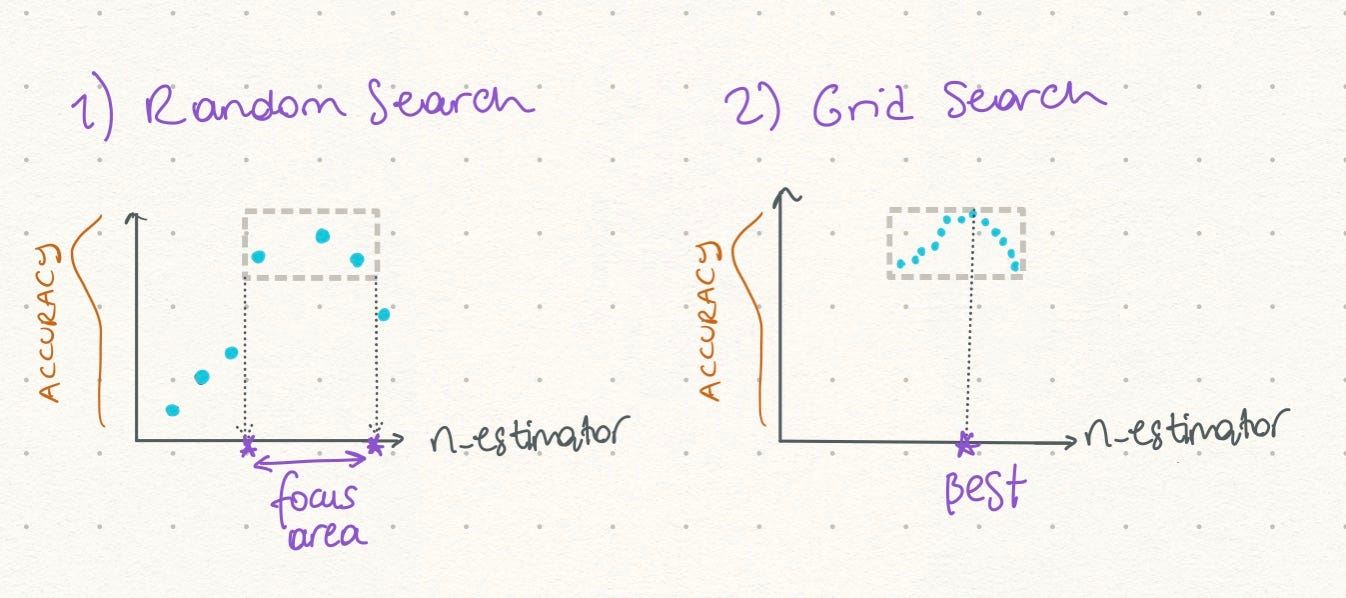 1) Random Search
ACCURACY
n-estimator
focus
area
2) Grid Search
ACCURACY
n-estimator
Best